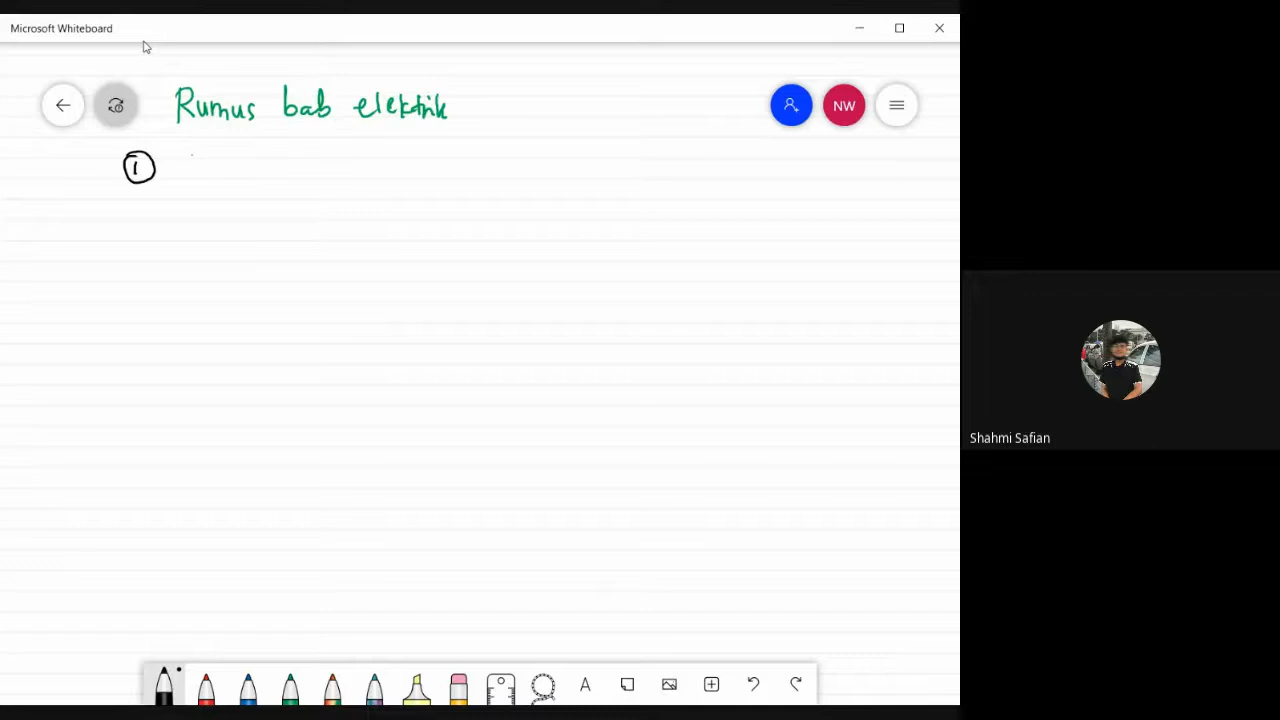 Microsoft Whiteboard
Rumus bab elektrik
NW
1
Shahmi Safian
A